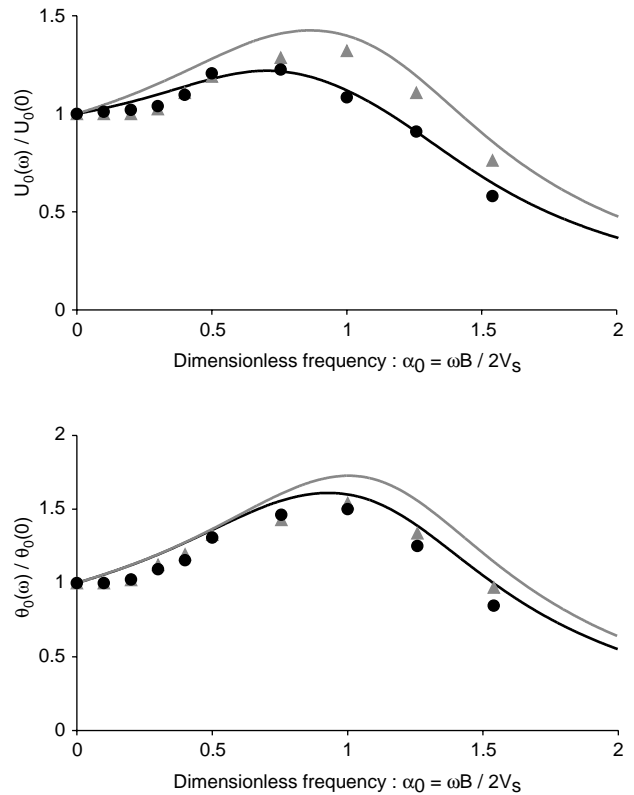 1.5
1
0.5
0
U₀(ω) / U₀(0)
0 0.5 1 1.5 2
Dimensionless frequency : α₀ = ωB / 2Vₛ
2
1.5
1
0.5
0
θ₀(ω) / θ₀(0)
0 0.5 1 1.5 2
Dimensionless frequency : α₀ = ωB / 2Vₛ